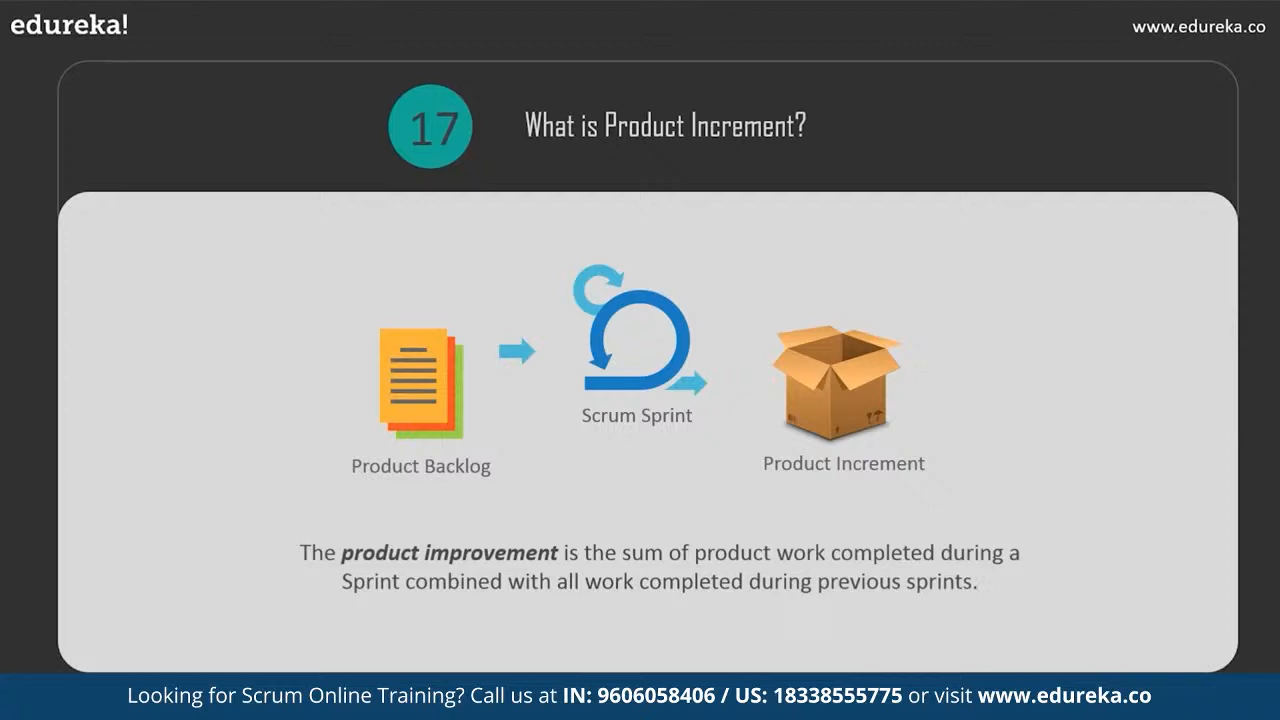 edureka!
www.edureka.co
17
What is Product Increment?
Scrum Sprint
Product Backlog
Product Increment
The product improvement is the sum of product work completed during a
Sprint combined with all work completed during previous sprints.
Looking for Scrum Online Training? Call us at IN: 9606058406 / US: 18338555775 or visit www.edureka.co